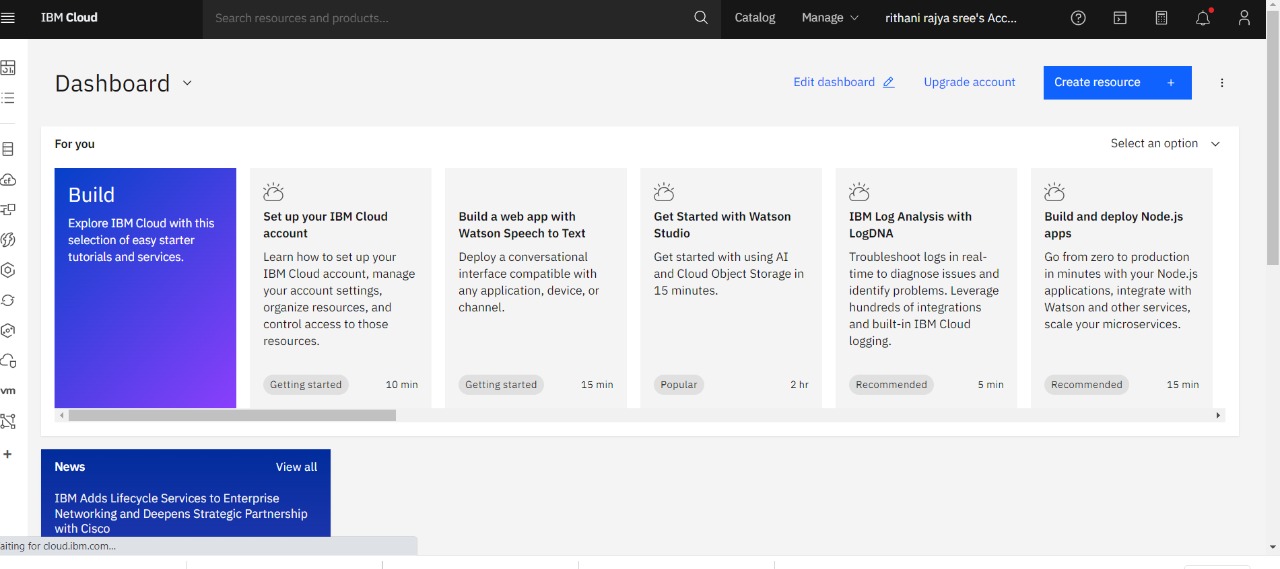 IBM Cloud
Search resources and products...
Catalog
Manage
rithani rajya sree's Acc...
Dashboard
Edit dashboard
Upgrade account
Create resource +
For you
Select an option
Build
Explore IBM Cloud with this
selection of easy starter
tutorials and services.
Set up your IBM Cloud
account
Learn how to set up your
IBM Cloud account, manage
your account settings,
organize resources, and
control access to those
resources.
Getting started
10 min
Build a web app with
Watson Speech to Text
Deploy a conversational
interface compatible with
any application, device, or
channel.
Getting started
15 min
Get Started with Watson
Studio
Get started with using AI
and Cloud Object Storage in
15 minutes.
Popular
2 hr
IBM Log Analysis with
LogDNA
Troubleshoot logs in real-
time to diagnose issues and
identify problems. Leverage
hundreds of integrations
and built-in IBM Cloud
logging.
Recommended
5 min
Build and deploy Node.js
apps
Go from zero to production
in minutes with your Node.js
applications, integrate with
Watson and other services,
scale your microservices.
Recommended
15 min
vm
News
View all
IBM Adds Lifecycle Services to Enterprise
Networking and Deepens Strategic Partnership
with Cisco
aiting for cloud.ibm.com...